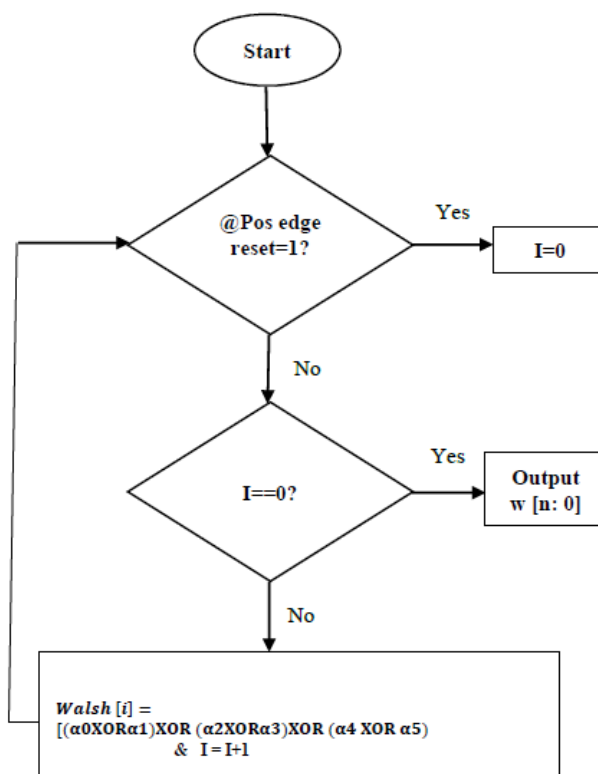 Start
@Pos edge
reset=1?
Yes
I=0
No
I==0?
Yes
Output
w [n: 0]
No
Walsh [i] =
[(α0XORα1)XOR (α2XORα3)XOR (α4 XOR α5)
& I = I+1